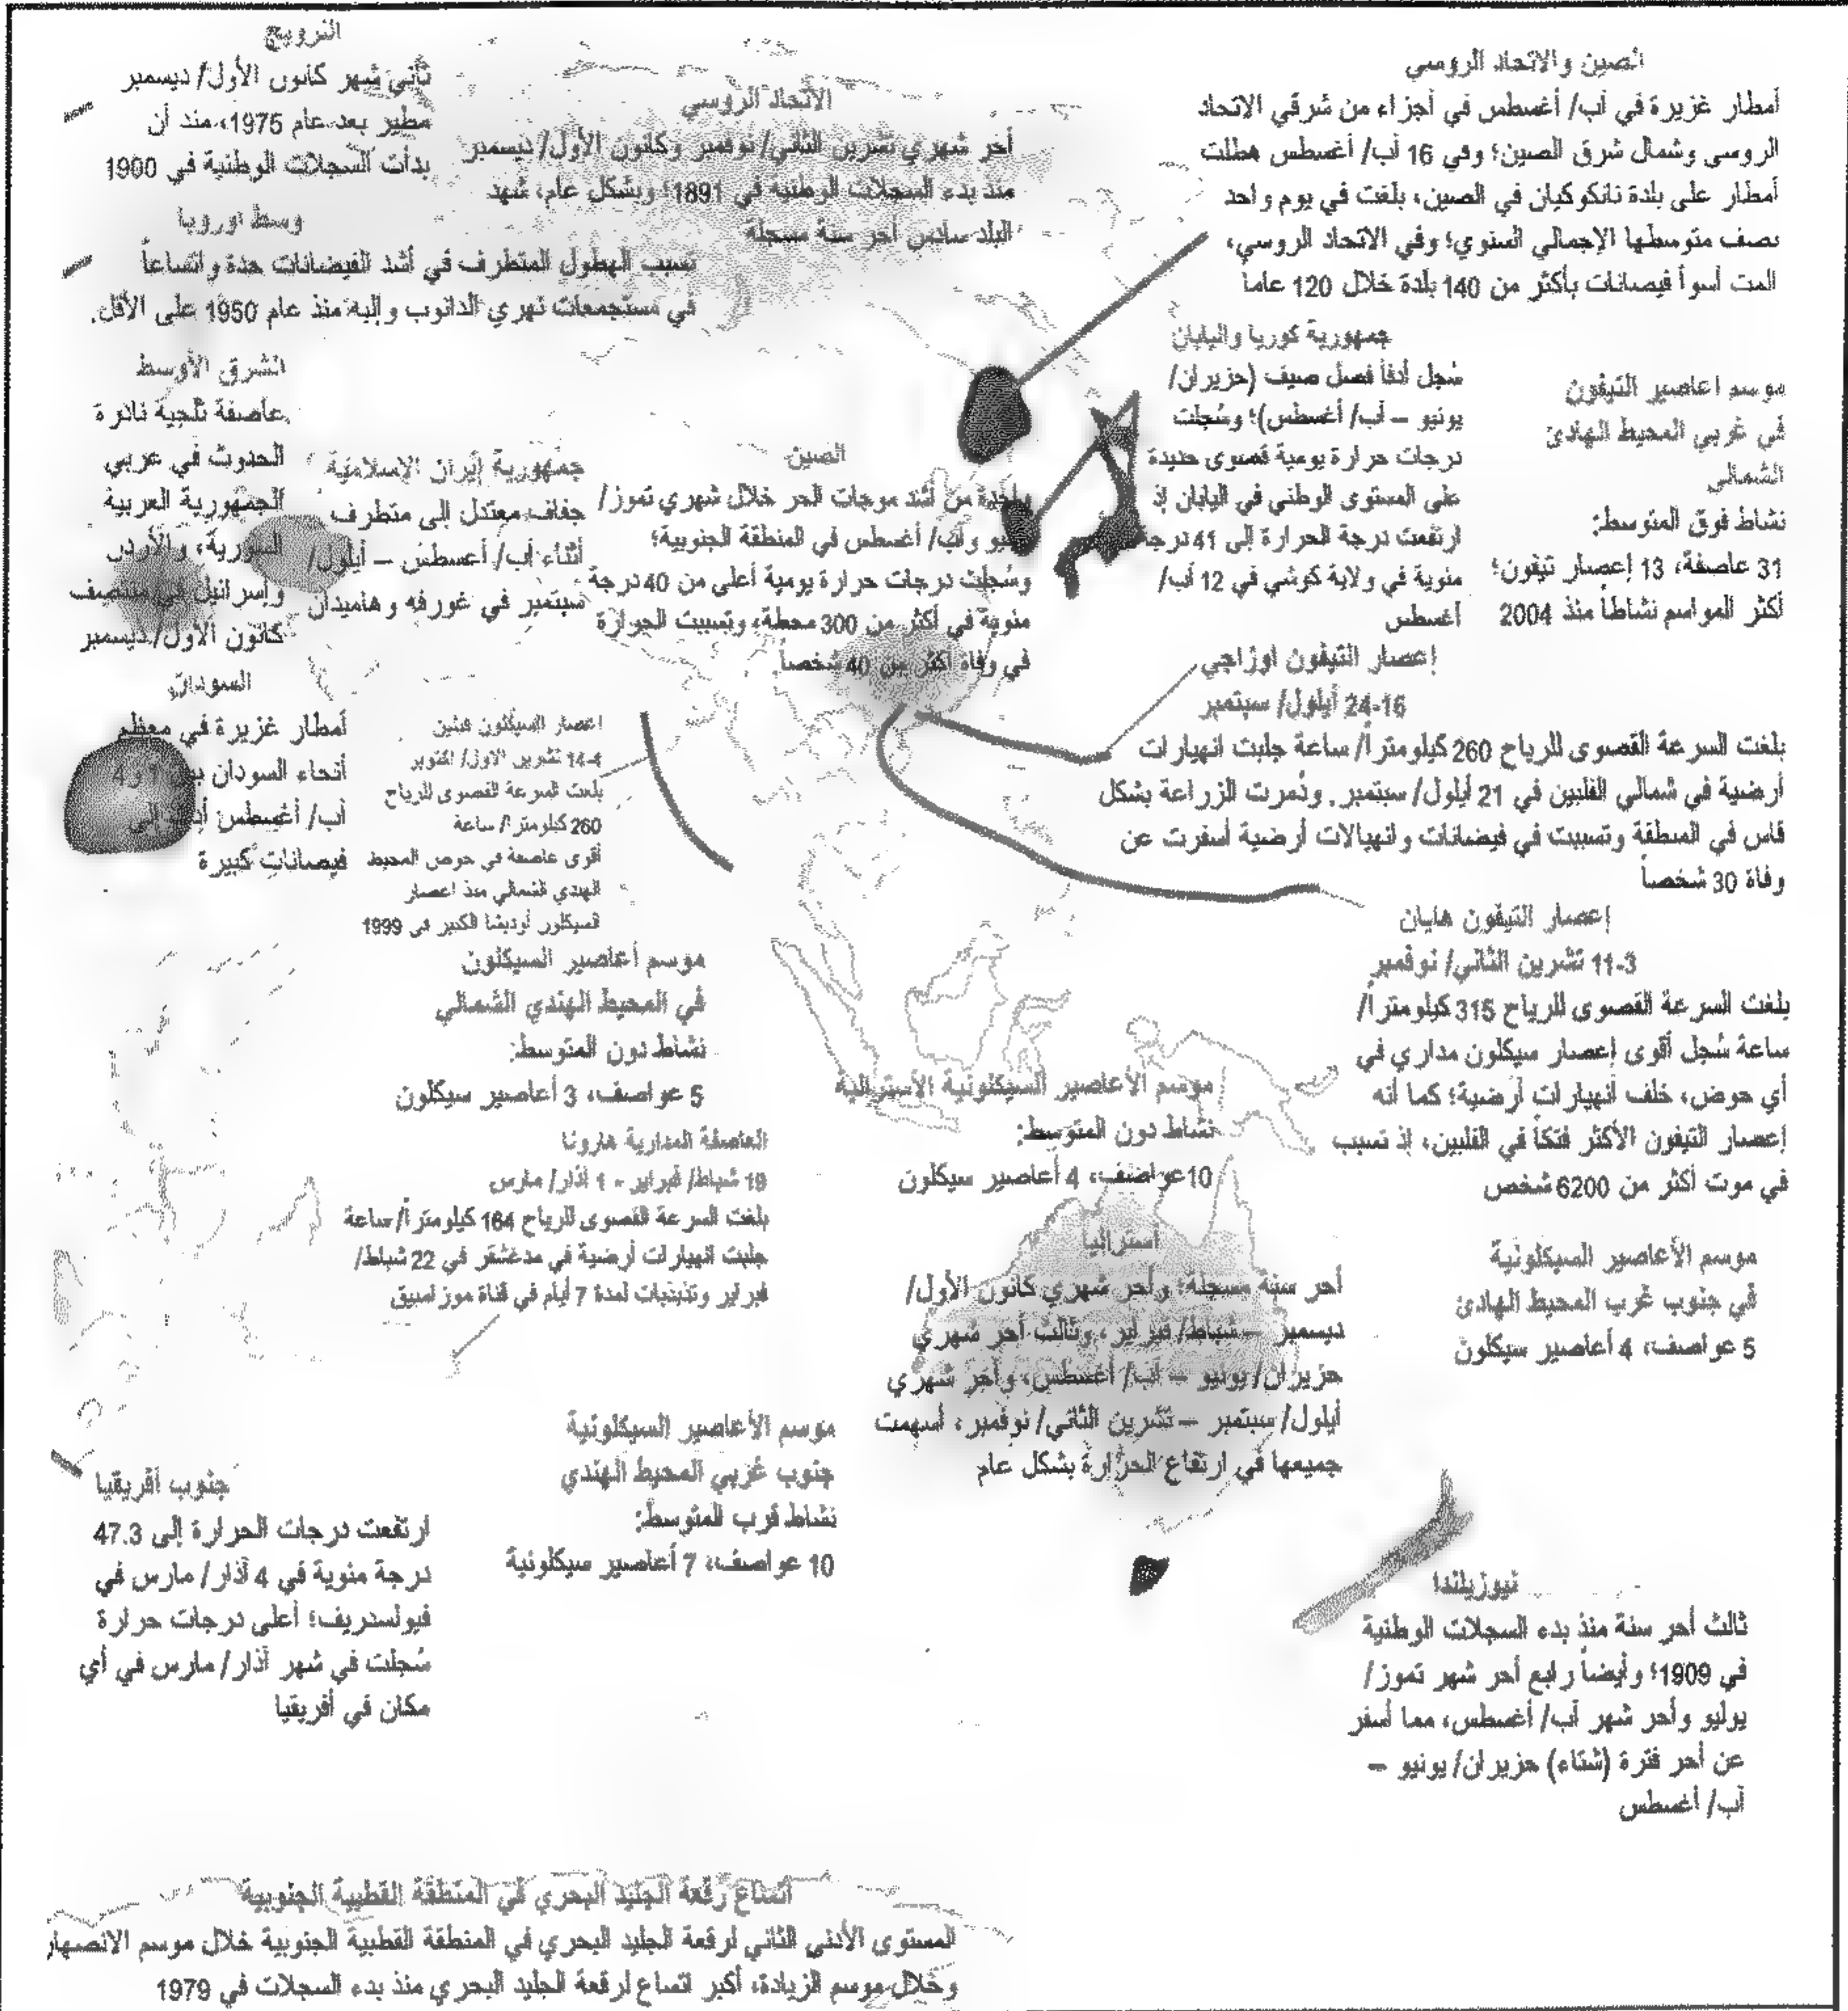 النرويج
ثاني شهر كانون الأول/ ديسمبر
مطير بعد عام 1975، منذ أن
بدأت السجلات الوطنية في 1900
وسط أوروبا
تسبب الهطول المتطرف في أشد الفيضانات حدة واتساعاً
في مستجمعات نهري الدانوب وإلبه منذ عام 1950 على الأقل.
الاتحاد الروسي
أحر شهري تشرين الثاني/ نوفمبر وكانون الأول/ ديسمبر
منذ بدء السجلات الوطنية في 1891؛ وبشكل عام، شهد
البلد سادس أحر سنة مسجلة
الصين والاتحاد الروسي
أمطار غزيرة في آب/ أغسطس في أجزاء من شرقي الاتحاد
الروسي وشمال شرق الصين؛ وفي 16 آب/ أغسطس هطلت
أمطار على بلدة نانكوكيان في الصين، بلغت في يوم واحد
نصف متوسطها الإجمالي السنوي؛ وفي الاتحاد الروسي،
ألمت أسوأ فيضانات بأكثر من 140 بلدة خلال 120 عاما
الشرق الأوسط
عاصفة ثلجية نادرة
الحدوث في غربي
الجمهورية العربية
السورية، والأردن
وإسرائيل في منتصف
كانون الأول/ ديسمبر
جمهورية إيران الإسلامية
جفاف معتدل إلى متطرف
أثناء آب/ أغسطس – أيلول/
سبتمبر في غورفه وهاميدان
الصين
واحدة من أشد موجات الحر خلال شهري تموز/
يوليو وآب/ أغسطس في المنطقة الجنوبية؛
وسُجلت درجات حرارة يومية أعلى من 40 درجة
مئوية في أكثر من 300 محطة، وتسببت الحرارة
في وفاة أكثر من 40 شخصاً.
جمهورية كوريا واليابان
سُجل أدفأ فصل صيف (حزيران/
يونيو – آب/ أغسطس)؛ وسُجلت
درجات حرارة يومية قصوى جديدة
على المستوى الوطني في اليابان إذ
ارتفعت درجة الحرارة إلى 41 درجة
مئوية في ولاية كوشي في 12 آب/
أغسطس
موسم أعاصير التيفون
في غربي المحيط الهادئ
الشمالي
نشاط فوق المتوسط:
31 عاصفة، 13 إعصار تيفون؛
أكثر المواسم نشاطاً منذ 2004
السودان
أمطار غزيرة في معظم
أنحاء السودان بين 1 و4
آب/ أغسطس أدت إلى
فيضانات كبيرة
إعصار السيكلون فيلين
4-14 تشرين الأول/ أكتوبر
بلغت السرعة القصوى للرياح
260 كيلومتراً/ ساعة
أقوى عاصفة في حوض المحيط
الهندي الشمالي منذ اعصار
السيكلون أوديشا الكبير في 1999
إعصار التيفون أوزاجي
16-24 أيلول/ سبتمبر
بلغت السرعة القصوى للرياح 260 كيلومتراً/ ساعة جلبت انهيارات
أرضية في شمالي الفلبين في 21 أيلول/ سبتمبر. ودُمرت الزراعة بشكل
قاس في المنطقة وتسببت في فيضانات وانهيالات أرضية أسفرت عن
وفاة 30 شخصاً
موسم أعاصير السيكلون
في المحيط الهندي الشمالي
نشاط دون المتوسط:
5 عواصف، 3 أعاصير سيكلون
إعصار التيفون هايان
3-11 تشرين الثاني/ نوفمبر
بلغت السرعة القصوى للرياح 315 كيلومتراً/
ساعة سُجل أقوى إعصار سيكلون مداري في
أي حوض، خلف انهيارات أرضية؛ كما أنه
إعصار التيفون الأكثر فتكاً في الفلبين، إذ تسبب
في موت أكثر من 6200 شخص
موسم الأعاصير السيكلونية الأسترالية
نشاط دون المتوسط:
10 عواصف، 4 أعاصير سيكلون
العاصفة المدارية هارونا
19 شباط/ فبراير - 1 آذار/ مارس
بلغت السرعة القصوى للرياح 164 كيلومتراً/ ساعة
جلبت انهيارات أرضية في مدغشقر في 22 شباط/
فبراير وتذبذبات لمدة 7 أيام في قناة موزامبيق
أستراليا
أحر سنة مسجلة؛ وأحر شهري كانون الأول/
ديسمبر – شباط/ فبراير، وثالث أحر شهري
حزيران/ يونيو – آب/ أغسطس، وأحر شهري
أيلول/ سبتمبر – تشرين الثاني/ نوفمبر، أسهمت
جميعها في ارتفاع الحرارة بشكل عام
موسم الأعاصير السيكلونية
في جنوب غرب المحيط الهادئ
5 عواصف، 4 أعاصير سيكلون
موسم الأعاصير السيكلونية
جنوب غربي المحيط الهندي
نشاط قرب المتوسط:
10 عواصف، 7 أعاصير سيكلونية
جنوب أفريقيا
ارتفعت درجات الحرارة إلى 47.3
درجة مئوية في 4 آذار/ مارس في
فيولسدريف؛ أعلى درجات حرارة
سُجلت في شهر آذار/ مارس في أي
مكان في أفريقيا
نيوزيلندا
ثالث أحر سنة منذ بدء السجلات الوطنية
في 1909؛ وأيضاً رابع أحر شهر تموز/
يوليو وأحر شهر آب/ أغسطس، مما أسفر
عن أحر فترة (شتاء) حزيران/ يونيو –
آب/ أغسطس
اتساع رقعة الجليد البحري في المنطقة القطبية الجنوبية
المستوى الأدنى الثاني لرقعة الجليد البحري في المنطقة القطبية الجنوبية خلال موسم الانصهار
وخلال موسم الزيادة، أكبر اتساع لرقعة الجليد البحري منذ بدء السجلات في 1979